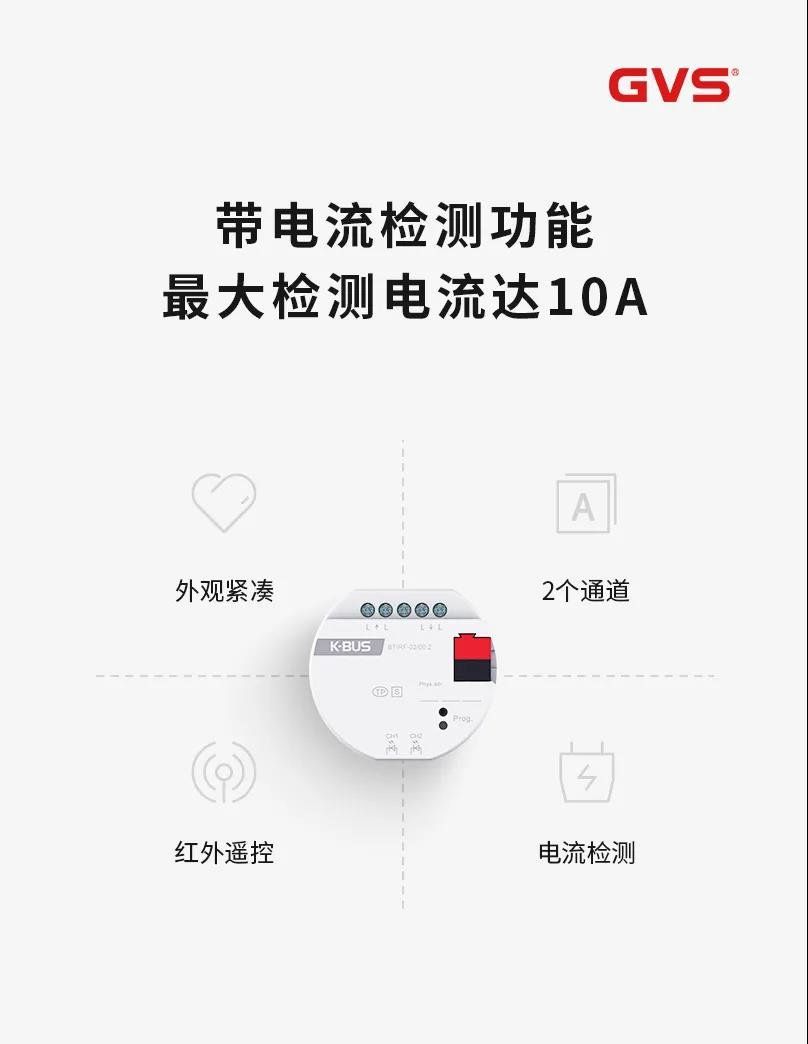 GVS®
带电流检测功能
最大检测电流达10A
外观紧凑
A
2个通道
L ↑ L
L ↓ L
K-BUS
Phys.adr.
TP S
Prog.
CH1 CH2
红外遥控
电流检测